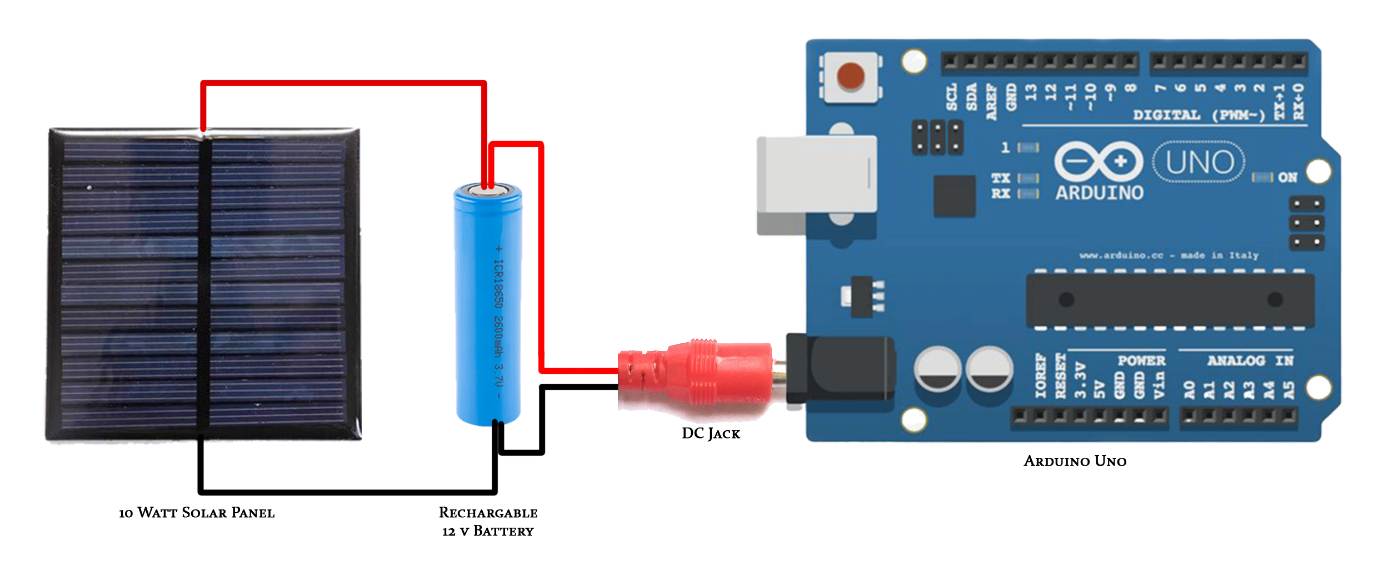 SCL
SDA
AREF
GND
13
12
~11
~10
~9
8
7
6
5
4
3
2
TX→1
RX←0
DIGITAL (PWM~)
1
TX
RX
ARDUINO
UNO
ON
+ 1CR18650 2600mAh 3.7V -
www.arduino.cc - made in Italy
POWER
ANALOG IN
IOREF
RESET
3.3V
5V
GND
GND
Vin
A0
A1
A2
A3
A4
A5
DC Jack
Arduino Uno
10 Watt Solar Panel
Rechargable
12 v Battery